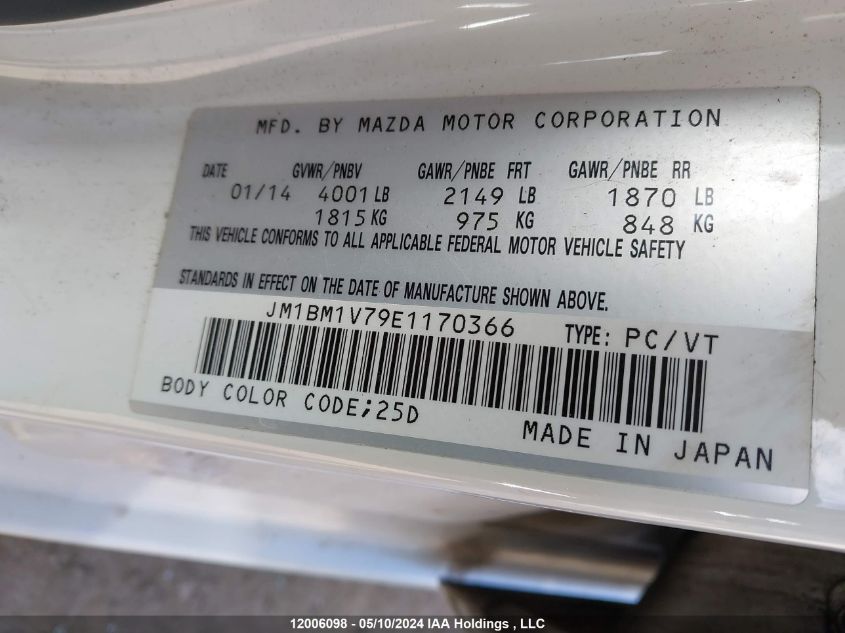 MFD. BY MAZDA MOTOR CORPORATION
DATE GVWR/PNBV GAWR/PNBE FRT GAWR/PNBE RR
01/14 4001 LB 2149 LB 1870 LB
1815 KG 975 KG 848 KG
THIS VEHICLE CONFORMS TO ALL APPLICABLE FEDERAL MOTOR VEHICLE SAFETY
STANDARDS IN EFFECT ON THE DATE OF MANUFACTURE SHOWN ABOVE.
JM1BM1V79E1170366 TYPE: PC/VT
BODY COLOR CODE;25D
MADE IN JAPAN
12006098 - 05/10/2024 IAA Holdings , LLC